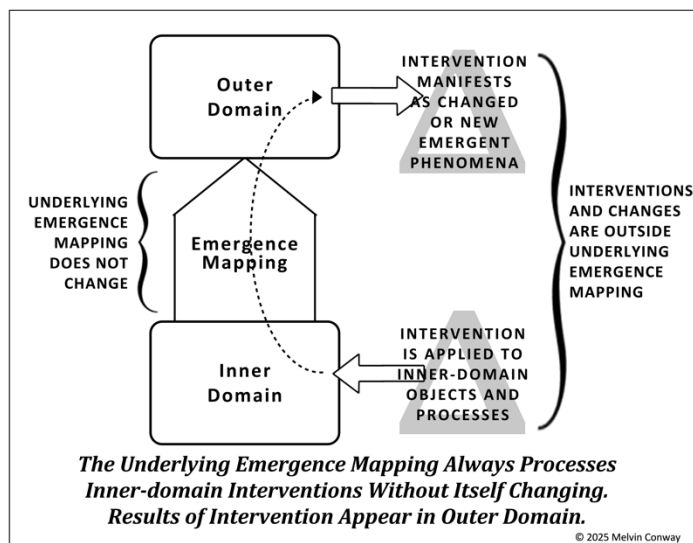 Outer
Domain
INTERVENTION
MANIFESTS
AS CHANGED
OR NEW
EMERGENT
PHENOMENA
UNDERLYING
EMERGENCE
MAPPING
DOES NOT
CHANGE
Emergence
Mapping
INTERVENTIONS
AND CHANGES
ARE OUTSIDE
UNDERLYING
EMERGENCE
MAPPING
Inner
Domain
INTERVENTION
IS APPLIED TO
INNER-DOMAIN
OBJECTS AND
PROCESSES
The Underlying Emergence Mapping Always Processes
Inner-domain Interventions Without Itself Changing.
Results of Intervention Appear in Outer Domain.
© 2025 Melvin Conway